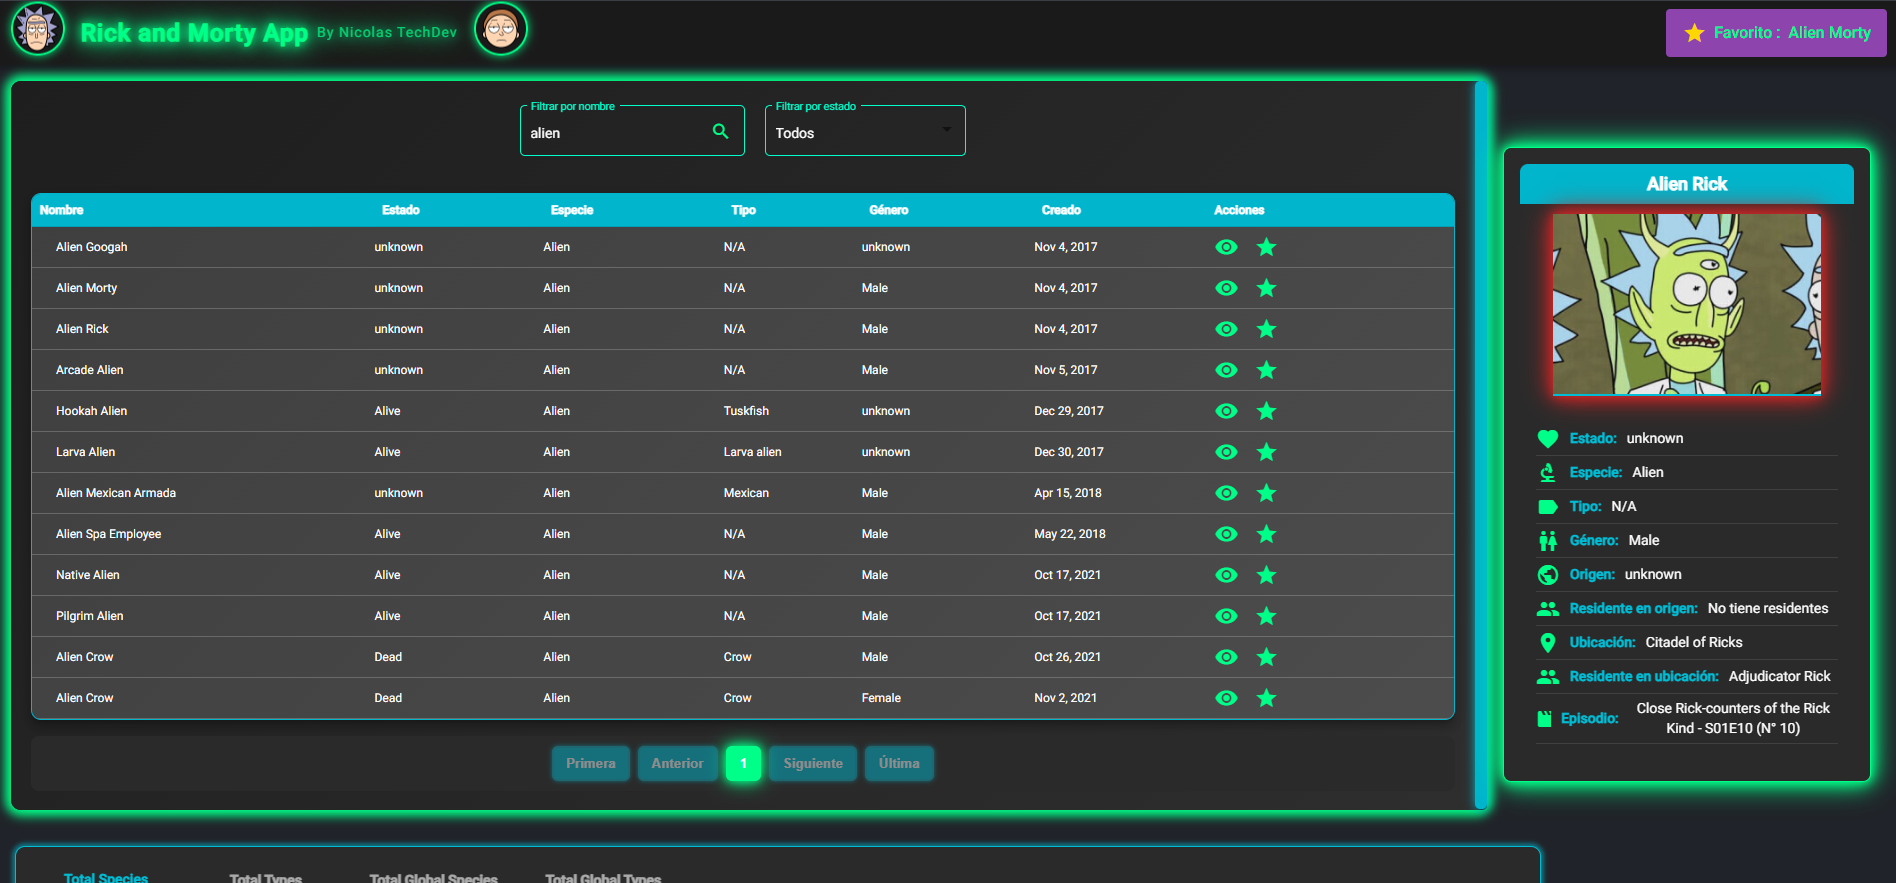 Rick and Morty App By Nicolas TechDev
Favorito : Alien Morty
Filtrar por nombre
alien
Filtrar por estado
Todos
Nombre Estado Especie Tipo Género Creado Acciones
Alien Googah unknown Alien N/A unknown Nov 4, 2017
Alien Morty unknown Alien N/A Male Nov 4, 2017
Alien Rick unknown Alien N/A Male Nov 4, 2017
Arcade Alien unknown Alien N/A Male Nov 5, 2017
Hookah Alien Alive Alien Tuskfish unknown Dec 29, 2017
Larva Alien Alive Alien Larva alien unknown Dec 30, 2017
Alien Mexican Armada unknown Alien Mexican Male Apr 15, 2018
Alien Spa Employee Alive Alien N/A Male May 22, 2018
Native Alien Alive Alien N/A Male Oct 17, 2021
Pilgrim Alien Alive Alien N/A Male Oct 17, 2021
Alien Crow Dead Alien Crow Male Oct 26, 2021
Alien Crow Dead Alien Crow Female Nov 2, 2021
Primera Anterior 1 Siguiente Última
Alien Rick
Estado: unknown
Especie: Alien
Tipo: N/A
Género: Male
Origen: unknown
Residente en origen: No tiene residentes
Ubicación: Citadel of Ricks
Residente en ubicación: Adjudicator Rick
Episodio: Close Rick-counters of the Rick
Kind - S01E10 (N° 10)
Total Species Total Types Total Global Species Total Global Types